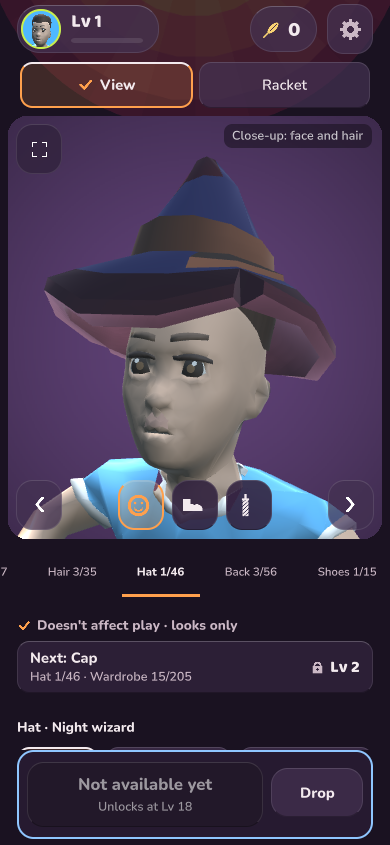 Lv 1
0
View
Racket
Close-up: face and hair
7
Hair 3/35
Hat 1/46
Back 3/56
Shoes 1/15
Doesn't affect play · looks only
Next: Cap
Hat 1/46 · Wardrobe 15/205
Lv 2
Hat · Night wizard
Not available yet
Unlocks at Lv 18
Drop